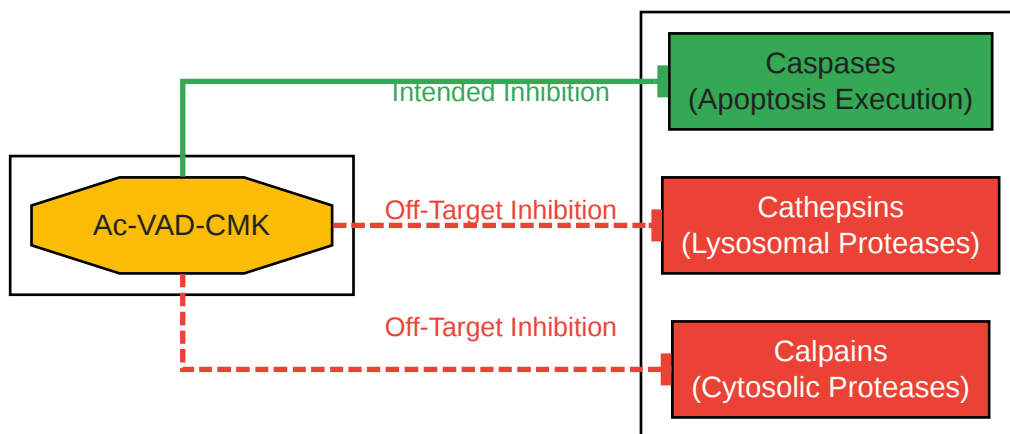 Caspases
(Apoptosis Execution)
Intended Inhibition
Ac-VAD-CMK
Off-Target Inhibition
Cathepsins
(Lysosomal Proteases)
Off-Target Inhibition
Calpains
(Cytosolic Proteases)